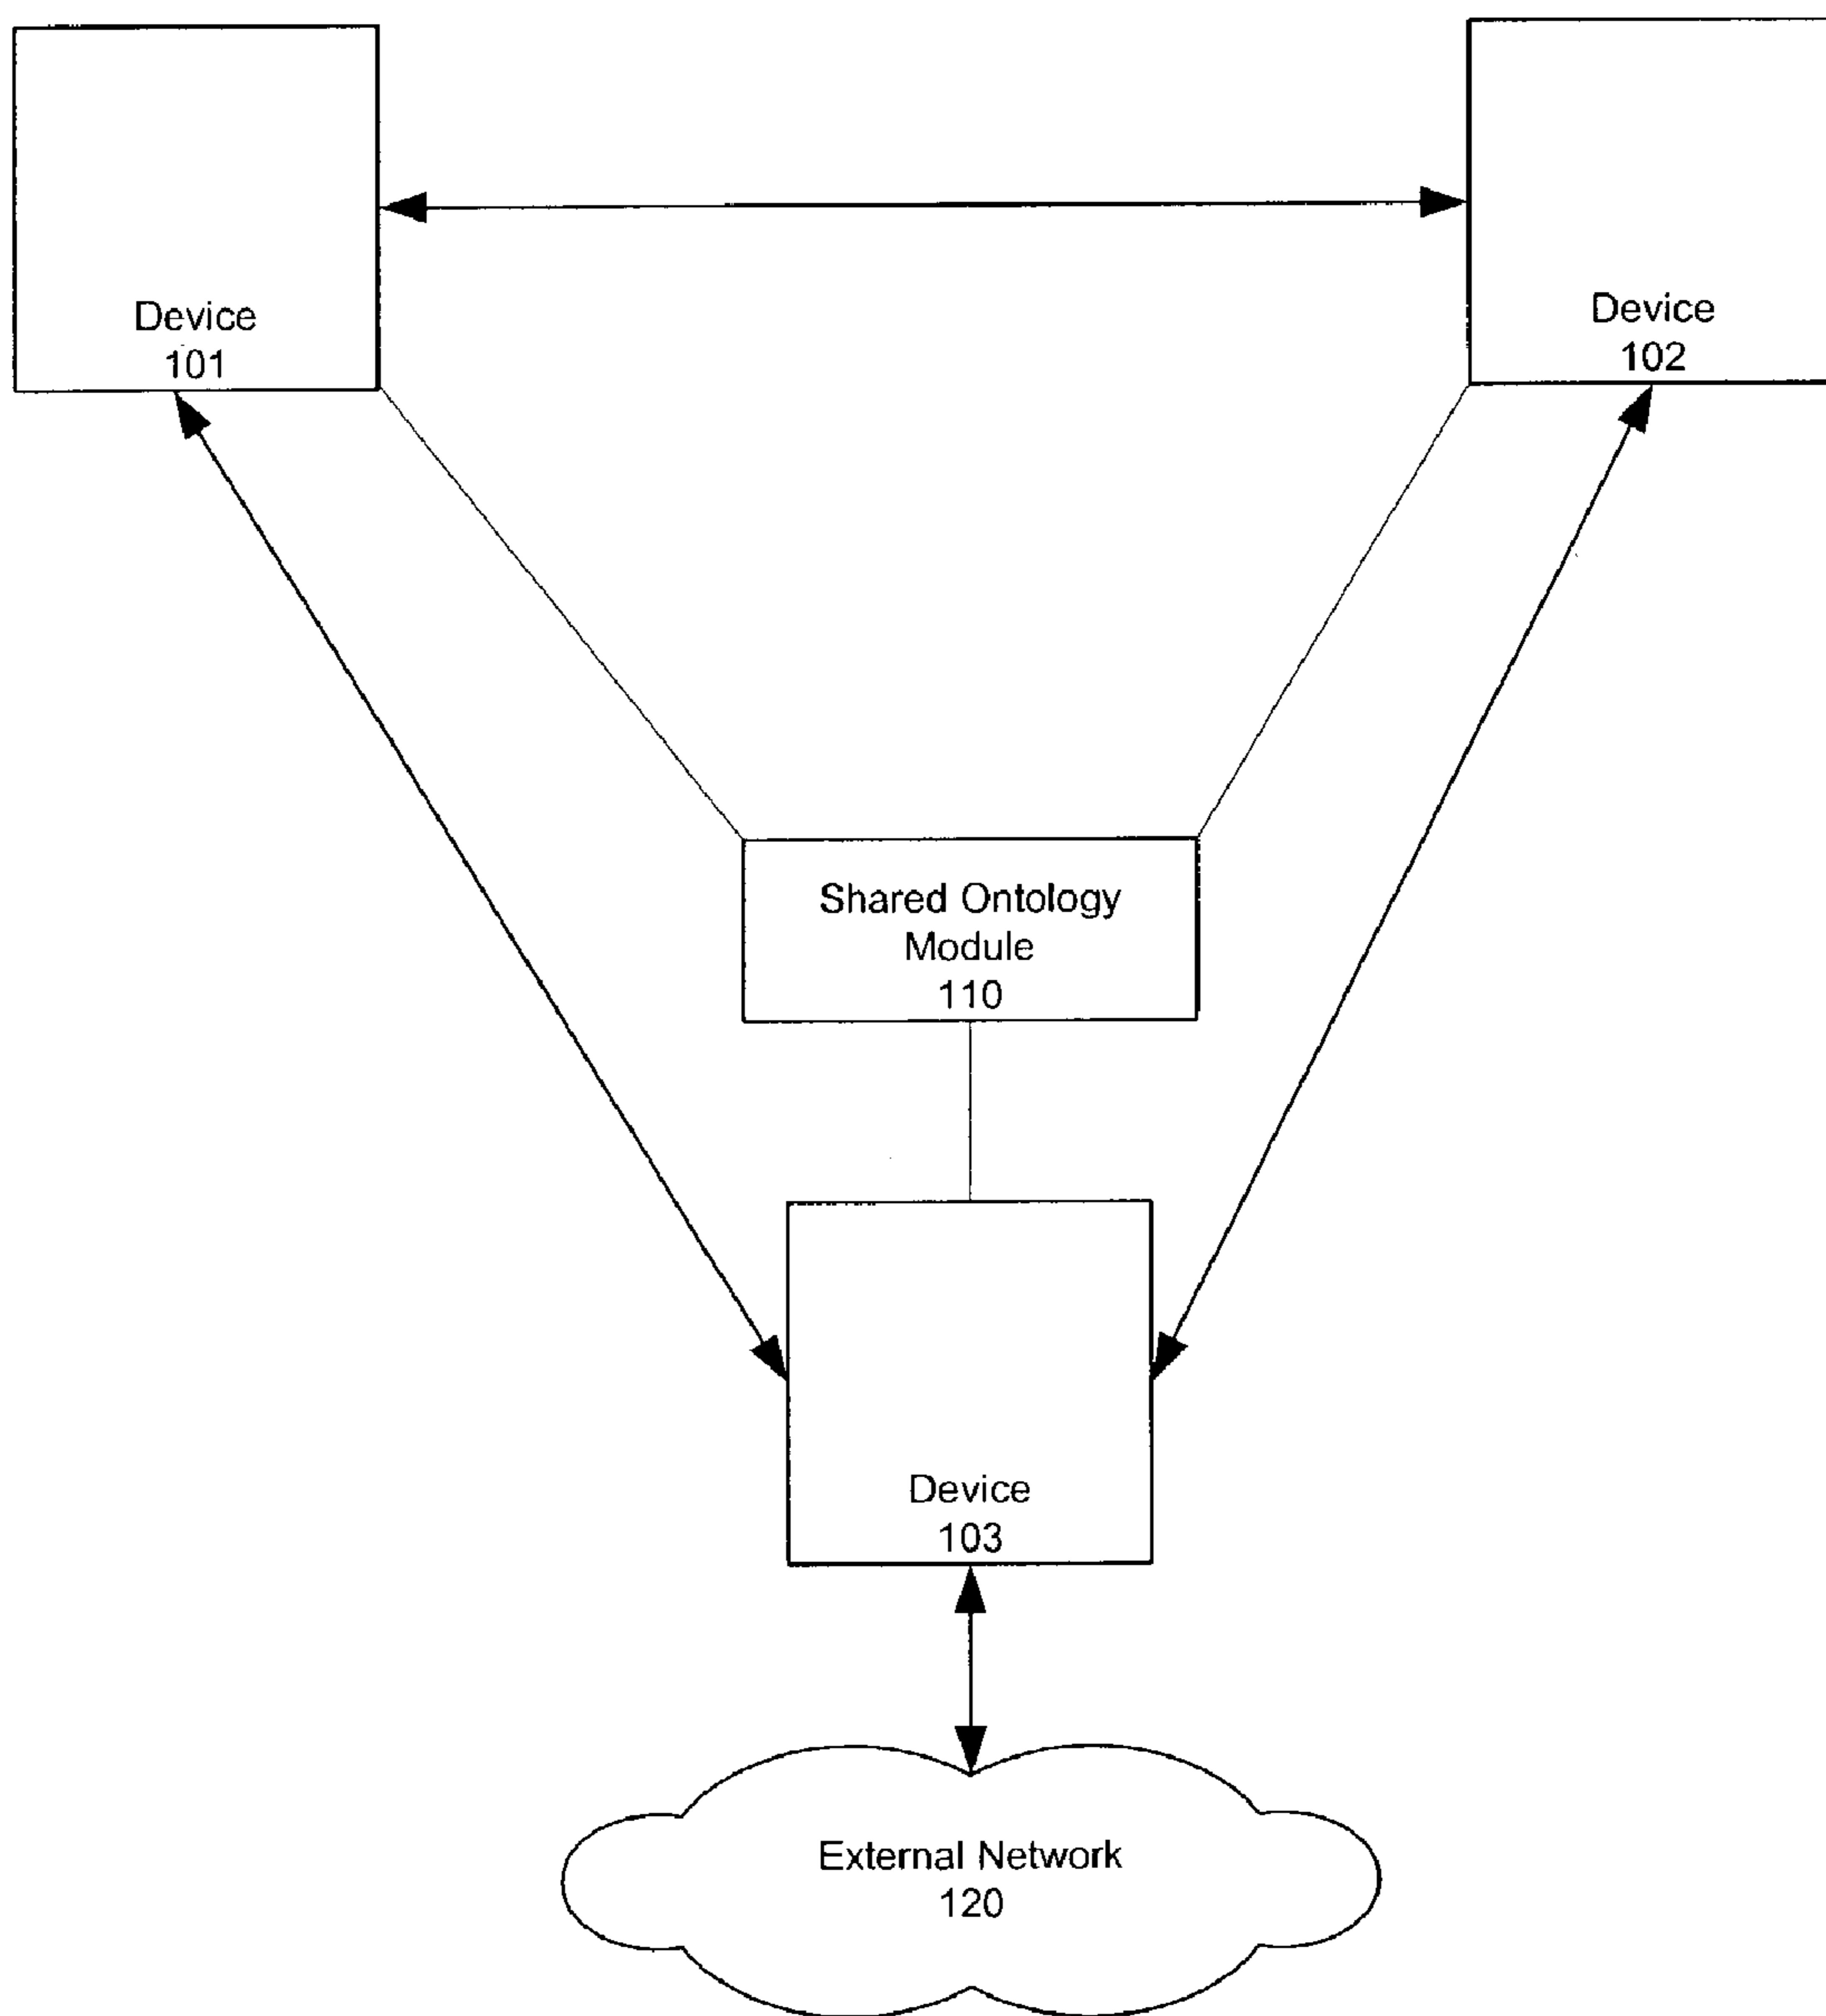 Device
101
Device
102
Shared Ontology
Module
110
Device
103
External Network
120